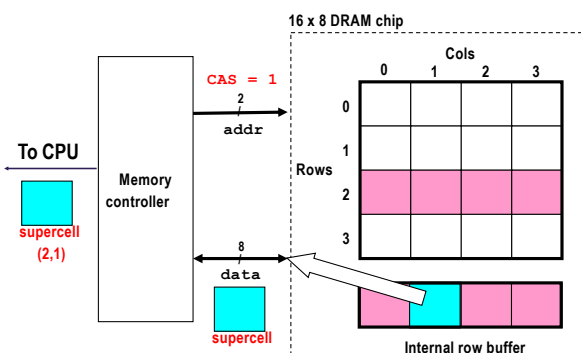 16 x 8 DRAM chip
Cols
0 1 2 3
CAS = 1
2
addr
0
1
Rows
2
3
To CPU
Memory
controller
supercell
(2,1)
8
data
supercell
Internal row buffer